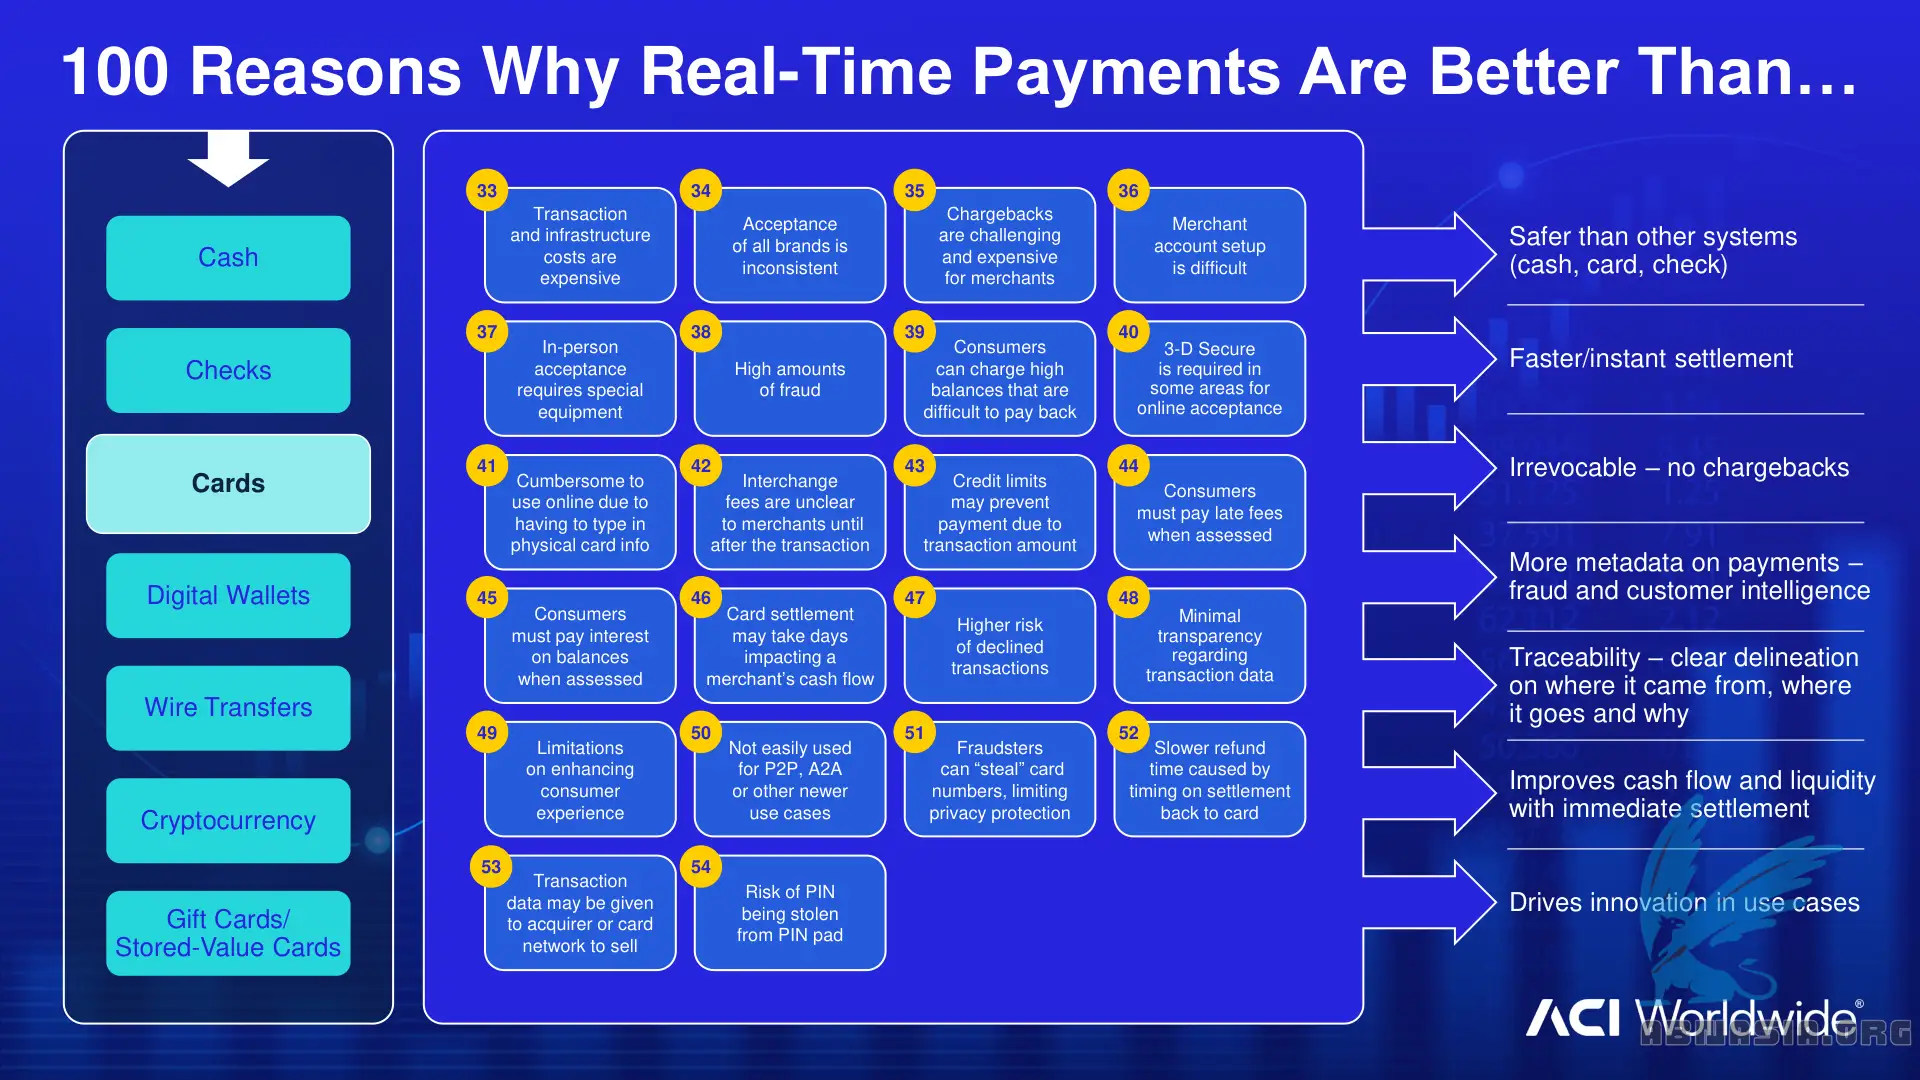 100 Reasons Why Real-Time Payments Are Better Than…
Cash
Checks
Cards
Digital Wallets
Wire Transfers
Cryptocurrency
Gift Cards/
Stored-Value Cards
33
Transaction
and infrastructure
costs are
expensive
34
Acceptance
of all brands is
inconsistent
35
Chargebacks
are challenging
and expensive
for merchants
36
Merchant
account setup
is difficult
37
In-person
acceptance
requires special
equipment
38
High amounts
of fraud
39
Consumers
can charge high
balances that are
difficult to pay back
40
3-D Secure
is required in
some areas for
online acceptance
41
Cumbersome to
use online due to
having to type in
physical card info
42
Interchange
fees are unclear
to merchants until
after the transaction
43
Credit limits
may prevent
payment due to
transaction amount
44
Consumers
must pay late fees
when assessed
45
Consumers
must pay interest
on balances
when assessed
46
Card settlement
may take days
impacting a
merchant’s cash flow
47
Higher risk
of declined
transactions
48
Minimal
transparency
regarding
transaction data
49
Limitations
on enhancing
consumer
experience
50
Not easily used
for P2P, A2A
or other newer
use cases
51
Fraudsters
can “steal” card
numbers, limiting
privacy protection
52
Slower refund
time caused by
timing on settlement
back to card
53
Transaction
data may be given
to acquirer or card
network to sell
54
Risk of PIN
being stolen
from PIN pad
Safer than other systems
(cash, card, check)
Faster/instant settlement
Irrevocable – no chargebacks
More metadata on payments –
fraud and customer intelligence
Traceability – clear delineation
on where it came from, where
it goes and why
Improves cash flow and liquidity
with immediate settlement
Drives innovation in use cases
ACI Worldwide®
ABJASIA.ORG